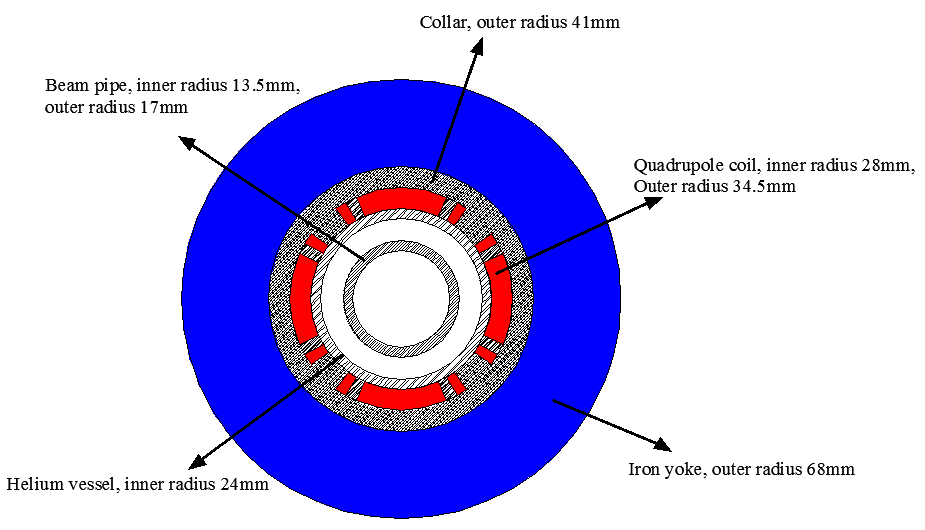 Collar, outer radius 41mm
Beam pipe, inner radius 13.5mm,
outer radius 17mm
Quadrupole coil, inner radius 28mm,
Outer radius 34.5mm
Iron yoke, outer radius 68mm
Helium vessel, inner radius 24mm